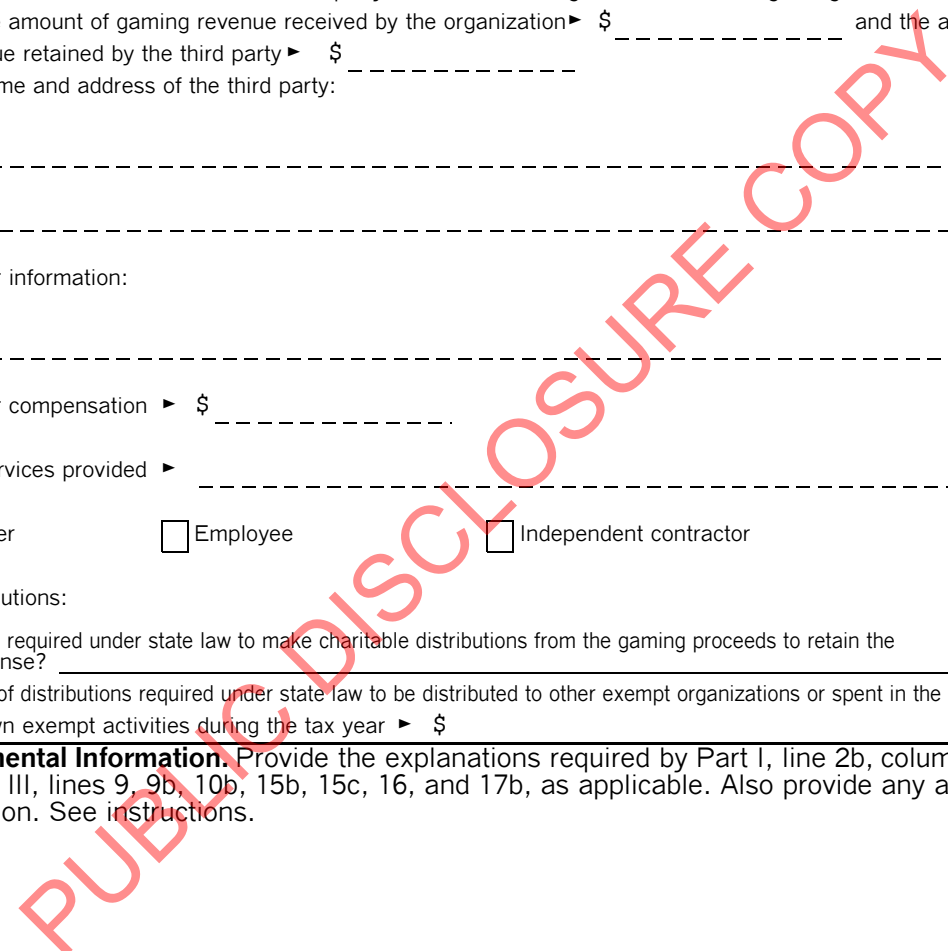 amount of gaming revenue received by the organization► $ and the a
ue retained by the third party ► $
me and address of the third party:
information:
compensation ► $
rvices provided ►
er Employee Independent contractor
utions:
required under state law to make charitable distributions from the gaming proceeds to retain the
nse?
of distributions required under state law to be distributed to other exempt organizations or spent in the
n exempt activities during the tax year ► $
mental Information. Provide the explanations required by Part I, line 2b, colum
III, lines 9, 9b, 10b, 15b, 15c, 16, and 17b, as applicable. Also provide any a
on. See instructions.
PUBLIC DISCLOSURE COPY